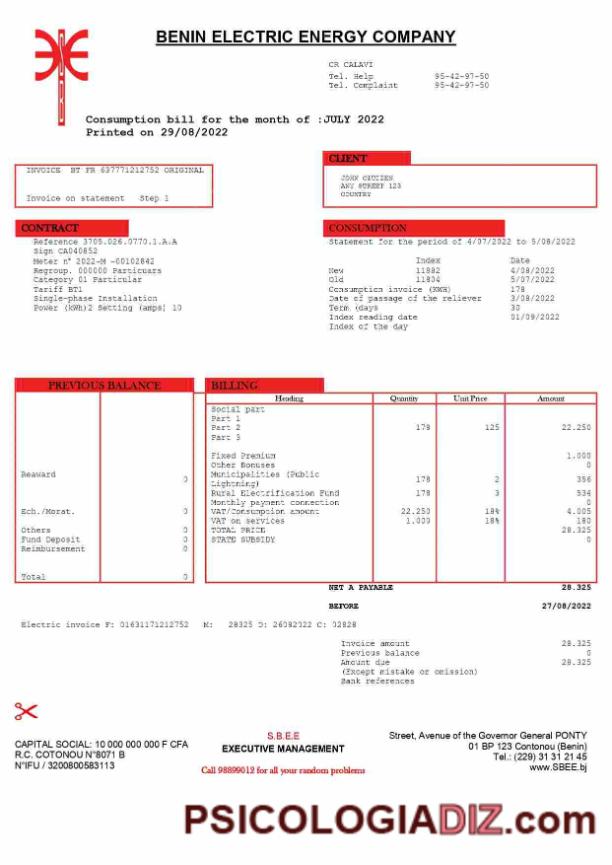 BENIN ELECTRIC ENERGY COMPANY
CR CALAVI
Tel. Help 95-42-97-50
Tel. Complaint 95-42-97-50
Consumption bill for the month of :JULY 2022
Printed on 29/08/2022
INVOICE BT FR 637771212752 ORIGINAL
Invoice on statement Step 1
CLIENT
JOHN CHTIZEN
ANY STREET 123
COUNTRY
CONTRACT
Reference 3705.026.0770.1.A.A
Sign CA040852
Meter n° 2022-M -00102842
Regroup. 000000 Particuars
Category 01 Particular
Tariff BT1
Single-phase Installation
Power (kWh)2 Setting (amps) 10
CONSUMPTION
Statement for the period of 4/07/2022 to 5/08/2022
Index Date
New 11982 4/08/2022
Old 11804 5/07/2022
Consumption invoice (KWH) 178
Date of passage of the reliever 3/08/2022
Term (days 30
Index reading date 01/09/2022
Index of the day
PREVIOUS BALANCE
Reaward 0
Ech./Morat. 0
Others 0
Fund Deposit 0
Reimbursement 0
Total 0
BILLING
Heading Quantity Unit Price Amount
Social part
Part 1
Part 2 178 125 22.250
Part 3
Fixed Premium 1.000
Other Bonuses 0
Municipalities (Public
Lightning) 178 2 356
Rural Electrification Fund 178 3 534
Monthly payment connection 0
VAT/Consumption amount 22.250 18% 4.005
VAT on services 1.000 18% 180
TOTAL PRICE 28.325
STATE SUBSIDY 0
NET A PAYABLE 28.325
BEFORE 27/08/2022
Electric invoice F: 01631171212752 M: 28325 D: 26082022 C: 02828
Invoice amount 28.325
Previous balance 0
Amount due 28.325
(Except mistake or omission)
Bank references
CAPITAL SOCIAL: 10 000 000 000 F CFA
R.C. COTONOU N°8071 B
N°IFU / 3200800583113
S.B.E.E
EXECUTIVE MANAGEMENT
Call 98899012 for all your random problems
Street, Avenue of the Governor General PONTY
01 BP 123 Contonou (Benin)
Tel.: (229) 31 31 21 45
www.SBEE.bj
PSICOLOGIADIZ.com